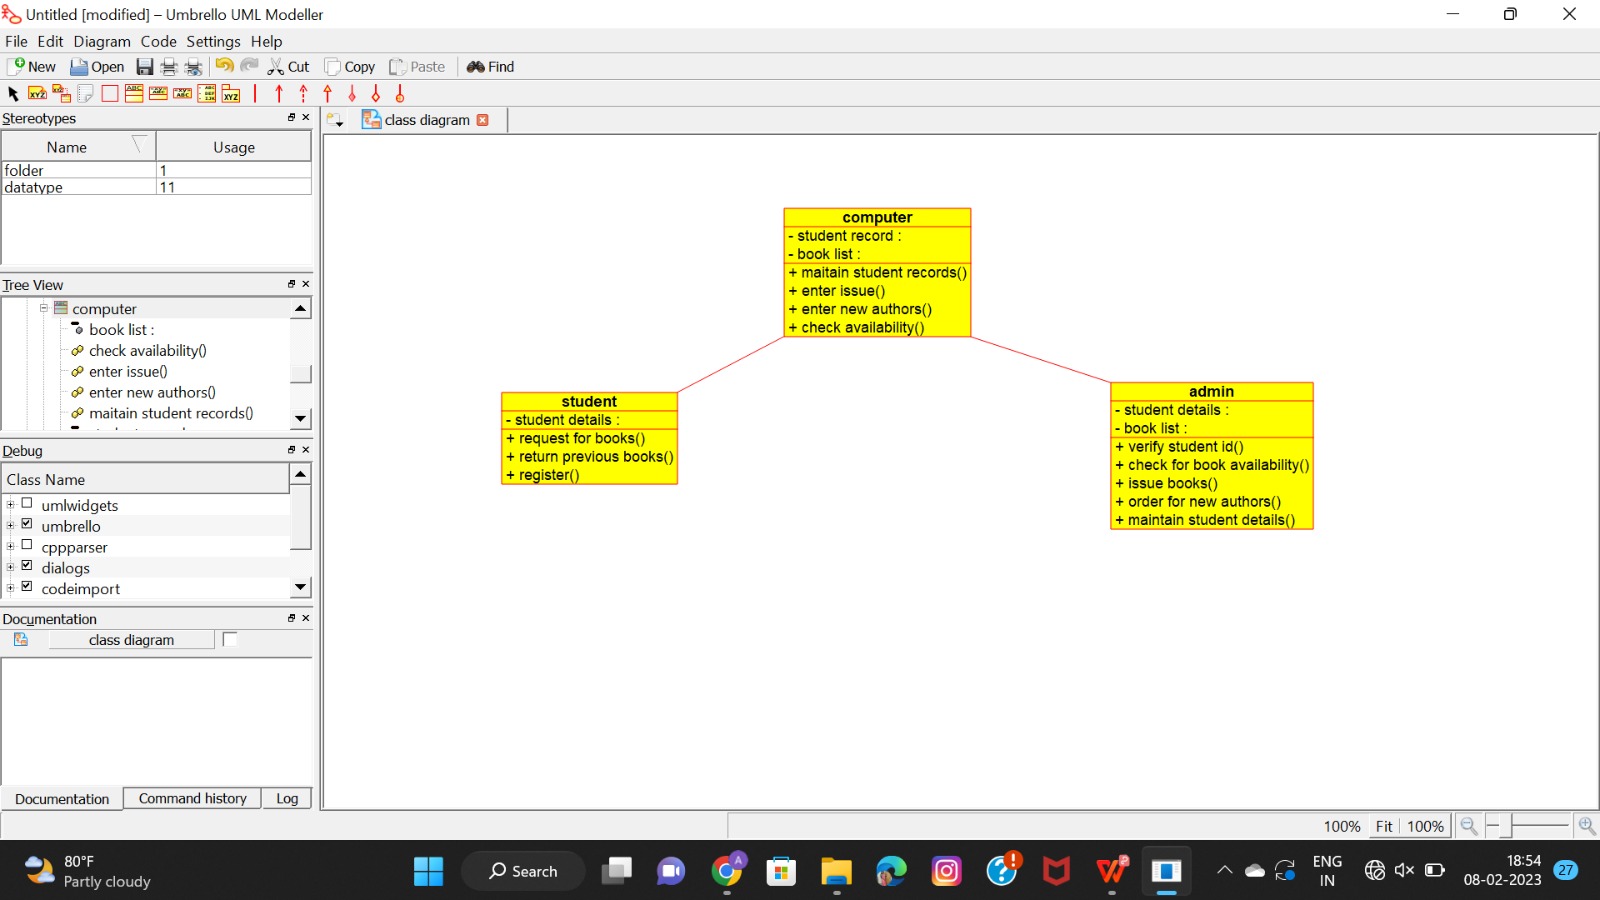 Untitled [modified] – Umbrello UML Modeller
File Edit Diagram Code Settings Help
New Open Cut Copy Paste Find
Stereotypes
class diagram
Name Usage
folder 1
datatype 11
Tree View
computer
book list :
check availability()
enter issue()
enter new authors()
maitain student records()
Debug
Class Name
umlwidgets
umbrello
cppparser
dialogs
codeimport
Documentation
class diagram
Documentation Command history Log
computer
- student record :
- book list :
+ maitain student records()
+ enter issue()
+ enter new authors()
+ check availability()
student
- student details :
+ request for books()
+ return previous books()
+ register()
admin
- student details :
- book list :
+ verify student id()
+ check for book availability()
+ issue books()
+ order for new authors()
+ maintain student details()
100% Fit 100%
80°F
Partly cloudy
Search
ENG
IN
18:54
08-02-2023
27